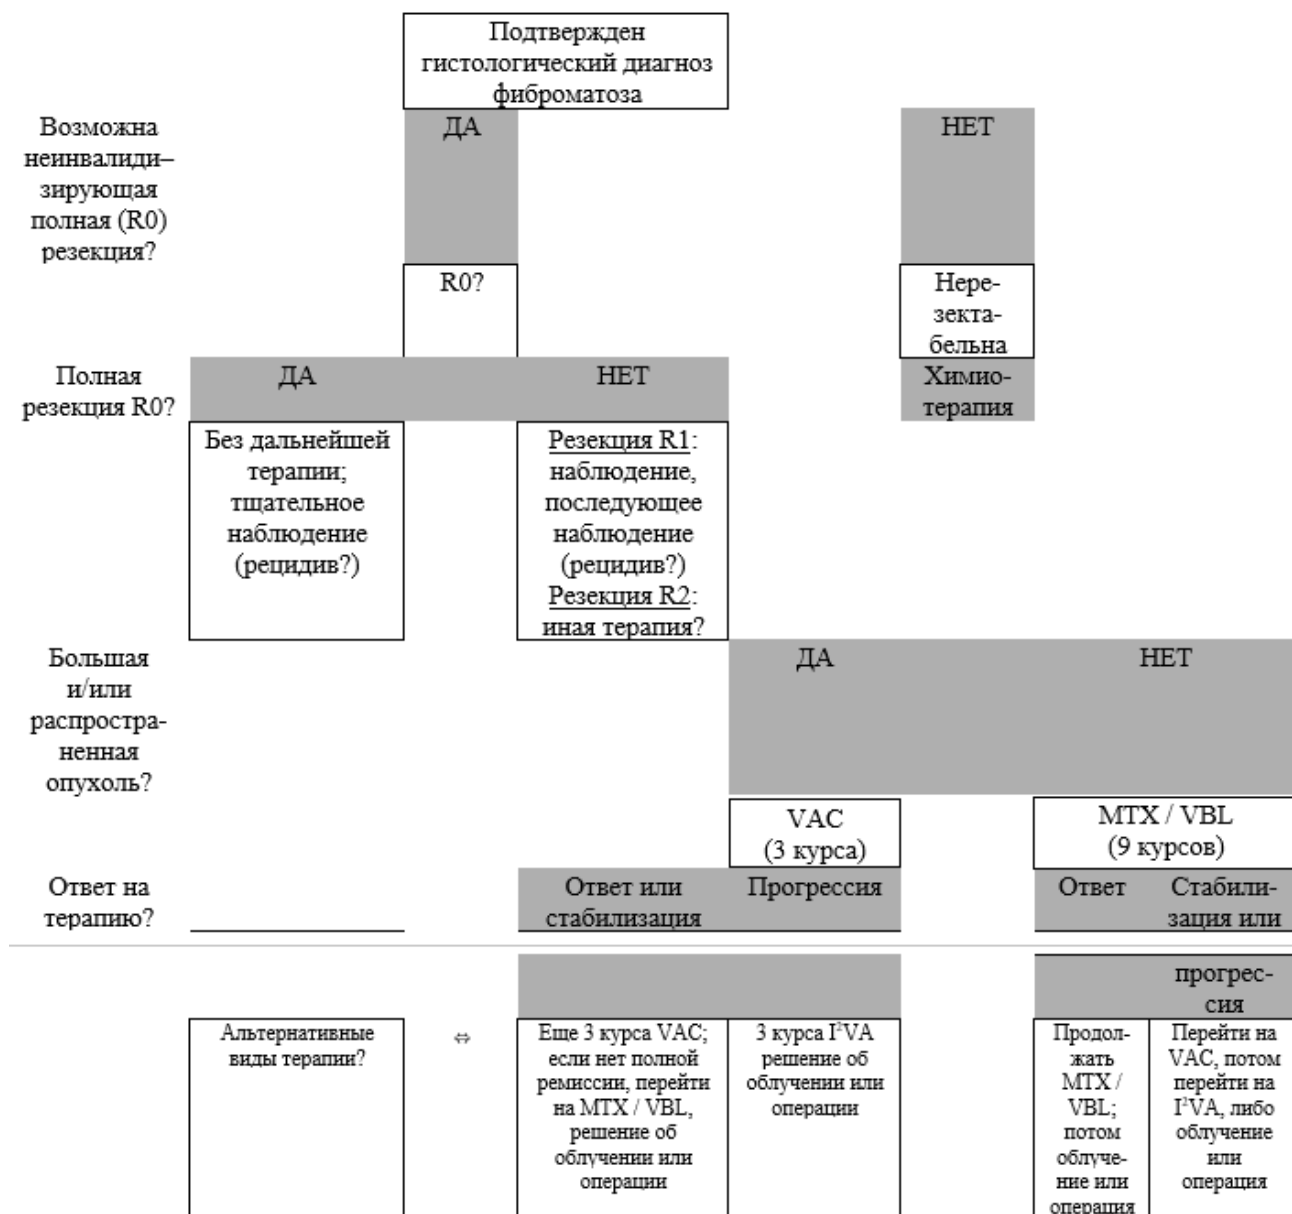 Подтвержден
гистологический диагноз
фиброматоза
Возможна
неинвалиди–
зирующая
полная (R0)
резекция?
ДА
НЕТ
R0?
Нере-
зекта-
бельна
Полная
резекция R0?
ДА
НЕТ
Химио-
терапия
Без дальнейшей
терапии;
тщательное
наблюдение
(рецидив?)
Резекция R1:
наблюдение,
последующее
наблюдение
(рецидив?)
Резекция R2:
иная терапия?
Большая
и/или
распростра-
ненная
опухоль?
ДА
НЕТ
VAC
(3 курса)
MTX / VBL
(9 курсов)
Ответ на
терапию?
Ответ или
стабилизация
Прогрессия
Ответ
Стабили-
зация или
прогрес-
сия
Альтернативные
виды терапии?
⇔
Еще 3 курса VAC;
если нет полной
ремиссии, перейти
на MTX / VBL,
решение об
облучении или
операции
3 курса I²VA
решение об
облучении или
операции
Продол-
жать
MTX /
VBL;
потом
облуче-
ние или
операция
Перейти на
VAC, потом
перейти на
I²VA, либо
облучение
или
операция